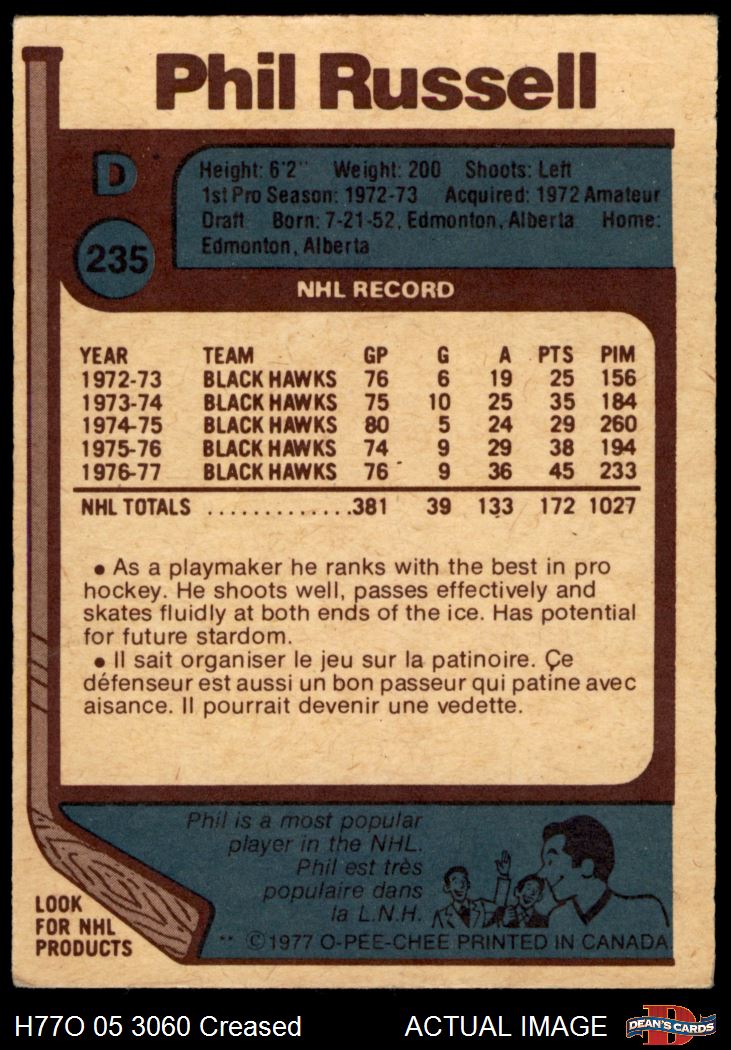 Phil Russell
D
235
Height: 6'2" Weight: 200 Shoots: Left
1st Pro Season: 1972-73 Acquired: 1972 Amateur
Draft Born: 7-21-52, Edmonton, Alberta Home:
Edmonton, Alberta
NHL RECORD
YEAR TEAM GP G A PTS PIM
1972-73 BLACK HAWKS 76 6 19 25 156
1973-74 BLACK HAWKS 75 10 25 35 184
1974-75 BLACK HAWKS 80 5 24 29 260
1975-76 BLACK HAWKS 74 9 29 38 194
1976-77 BLACK HAWKS 76 9 36 45 233
NHL TOTALS .............381 39 133 172 1027
• As a playmaker he ranks with the best in pro
hockey. He shoots well, passes effectively and
skates fluidly at both ends of the ice. Has potential
for future stardom.
• Il sait organiser le jeu sur la patinoire. Çe
défenseur est aussi un bon passeur qui patine avec
aisance. Il pourrait devenir une vedette.
Phil is a most popular
player in the NHL.
Phil est très
populaire dans
la L.N.H.
LOOK
FOR NHL
PRODUCTS
** ©1977 O-PEE-CHEE PRINTED IN CANADA
H77O 05 3060 Creased ACTUAL IMAGE
DEAN'S CARDS